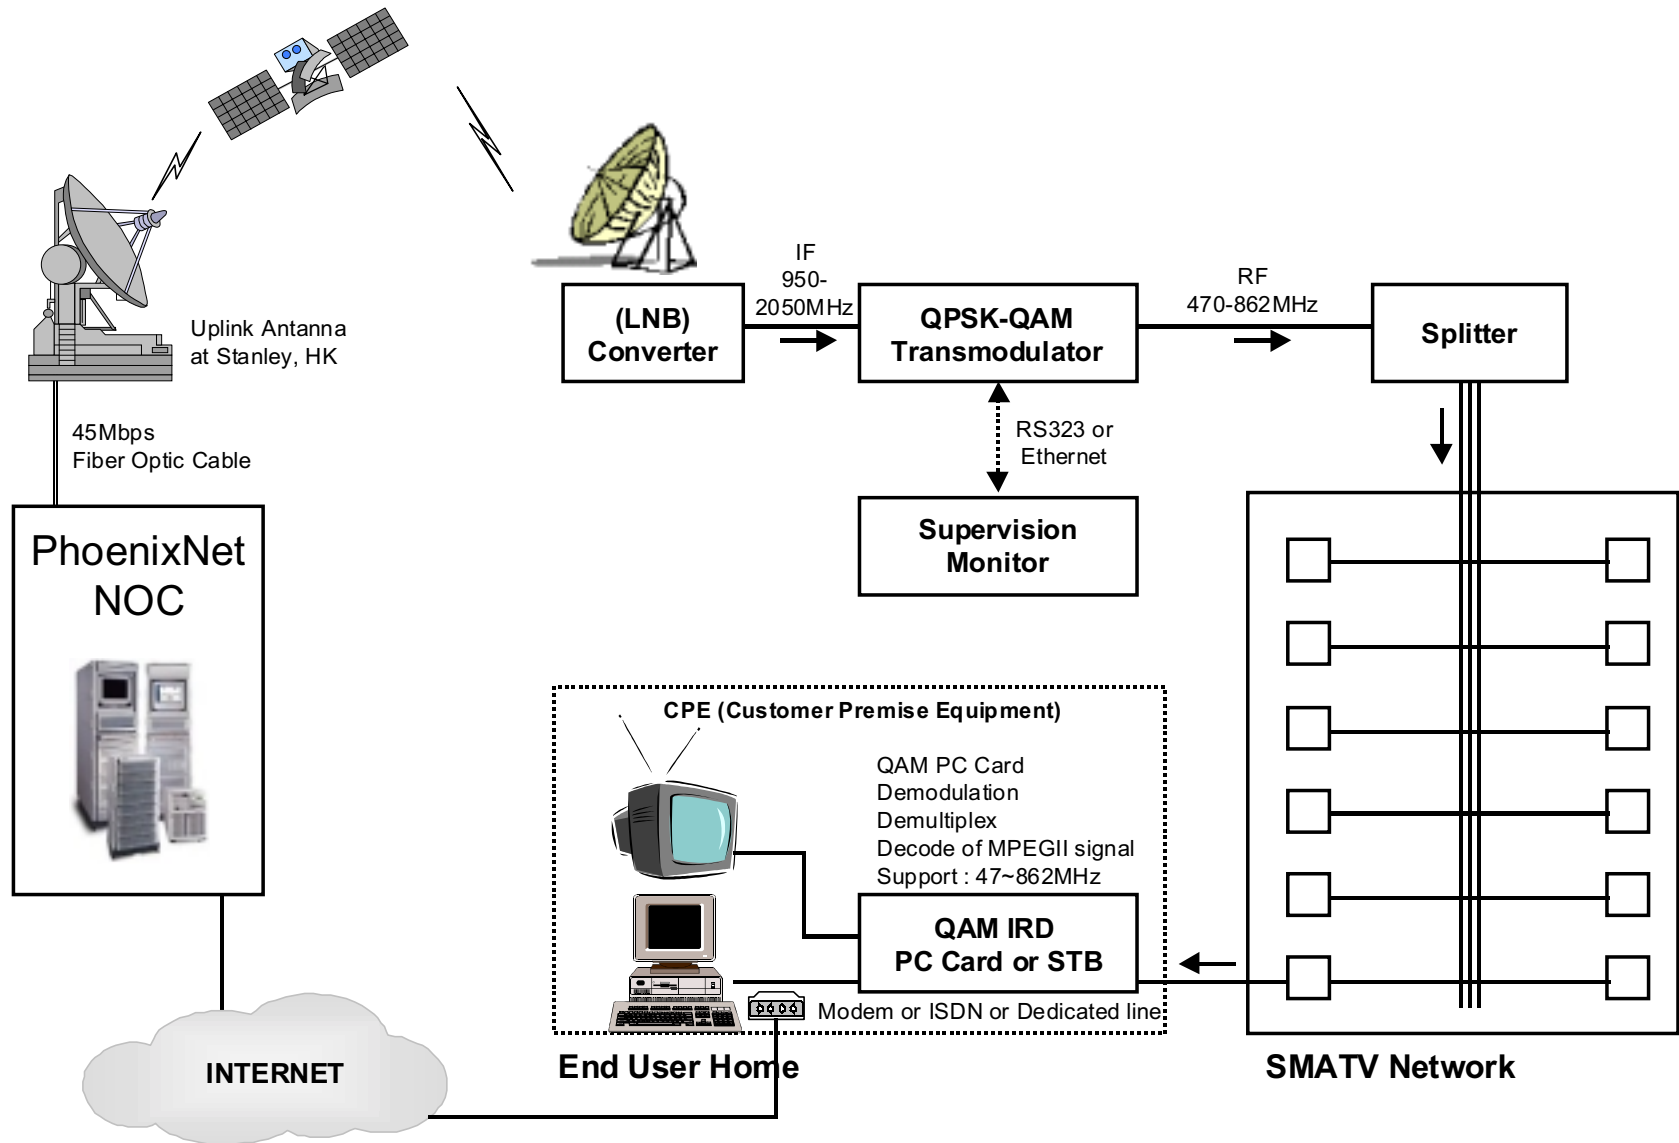 IF
950-
2050MHz
RF
470-862MHz
(LNB)
Converter
QPSK-QAM
Transmodulator
Splitter
Uplink Antanna
at Stanley, HK
45Mbps
Fiber Optic Cable
RS323 or
Ethernet
PhoenixNet
NOC
Supervision
Monitor
CPE (Customer Premise Equipment)
QAM PC Card
Demodulation
Demultiplex
Decode of MPEGII signal
Support : 47~862MHz
QAM IRD
PC Card or STB
Modem or ISDN or Dedicated line
End User Home
SMATV Network
INTERNET